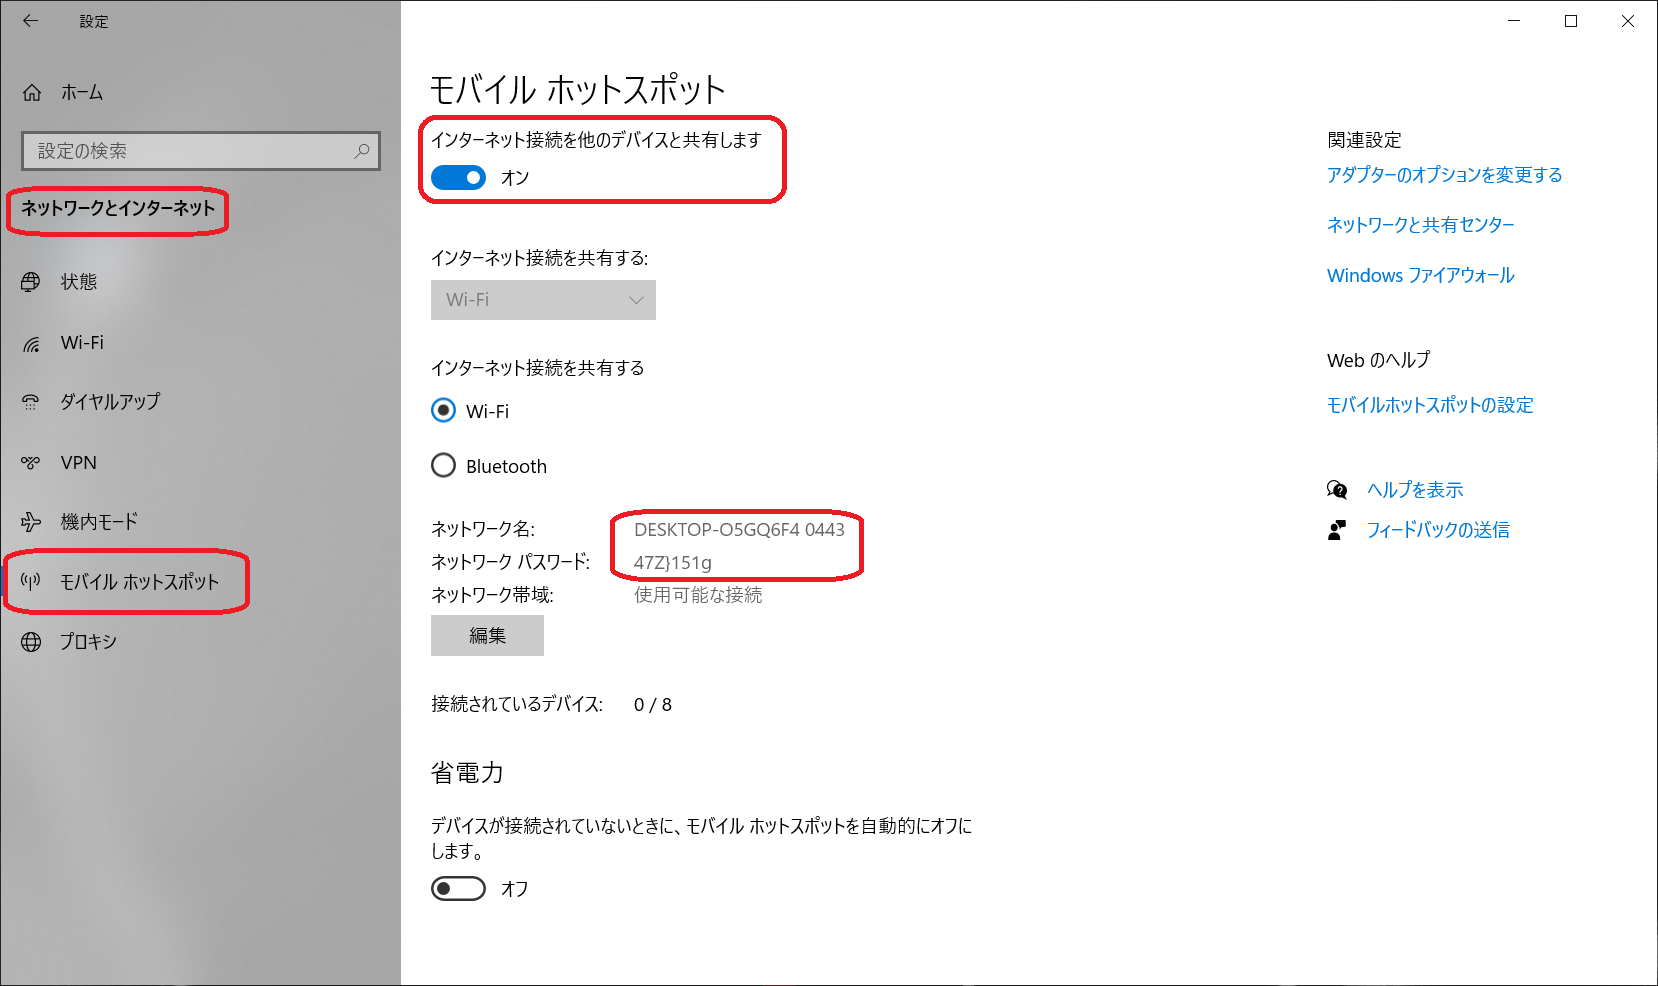 設定
ホーム
設定の検索
ネットワークとインターネット
状態
Wi-Fi
ダイヤルアップ
VPN
機内モード
モバイル ホットスポット
プロキシ
モバイル ホットスポット
インターネット接続を他のデバイスと共有します
オン
インターネット接続を共有する:
Wi-Fi
インターネット接続を共有する
Wi-Fi
Bluetooth
ネットワーク名: DESKTOP-O5GQ6F4 0443
ネットワーク パスワード: 47Z}151g
ネットワーク帯域: 使用可能な接続
編集
接続されているデバイス: 0 / 8
省電力
デバイスが接続されていないときに、モバイル ホットスポットを自動的にオフに
します。
オフ
関連設定
アダプターのオプションを変更する
ネットワークと共有センター
Windows ファイアウォール
Web のヘルプ
モバイルホットスポットの設定
ヘルプを表示
フィードバックの送信